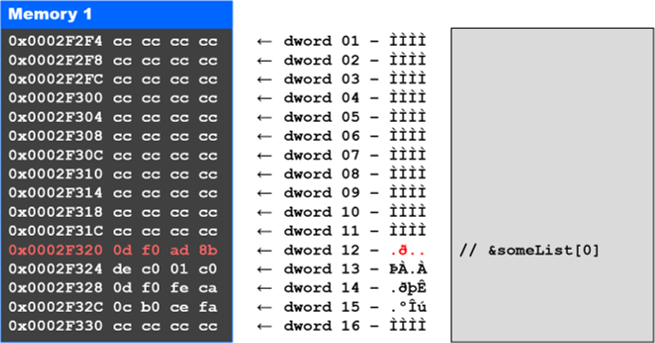 Memory 1
0x0002F2F4 cc cc cc cc ← dword 01 – ÌÌÌÌ
0x0002F2F8 cc cc cc cc ← dword 02 – ÌÌÌÌ
0x0002F2FC cc cc cc cc ← dword 03 – ÌÌÌÌ
0x0002F300 cc cc cc cc ← dword 04 – ÌÌÌÌ
0x0002F304 cc cc cc cc ← dword 05 – ÌÌÌÌ
0x0002F308 cc cc cc cc ← dword 06 – ÌÌÌÌ
0x0002F30C cc cc cc cc ← dword 07 – ÌÌÌÌ
0x0002F310 cc cc cc cc ← dword 08 – ÌÌÌÌ
0x0002F314 cc cc cc cc ← dword 09 – ÌÌÌÌ
0x0002F318 cc cc cc cc ← dword 10 – ÌÌÌÌ
0x0002F31C cc cc cc cc ← dword 11 – ÌÌÌÌ
0x0002F320 0d f0 ad 8b ← dword 12 – .ð.. // &someList[0]
0x0002F324 de c0 01 c0 ← dword 13 – ÞÀ.À
0x0002F328 0d f0 fe ca ← dword 14 – .ðþÊ
0x0002F32C 0c b0 ce fa ← dword 15 – .°Îú
0x0002F330 cc cc cc cc ← dword 16 – ÌÌÌÌ